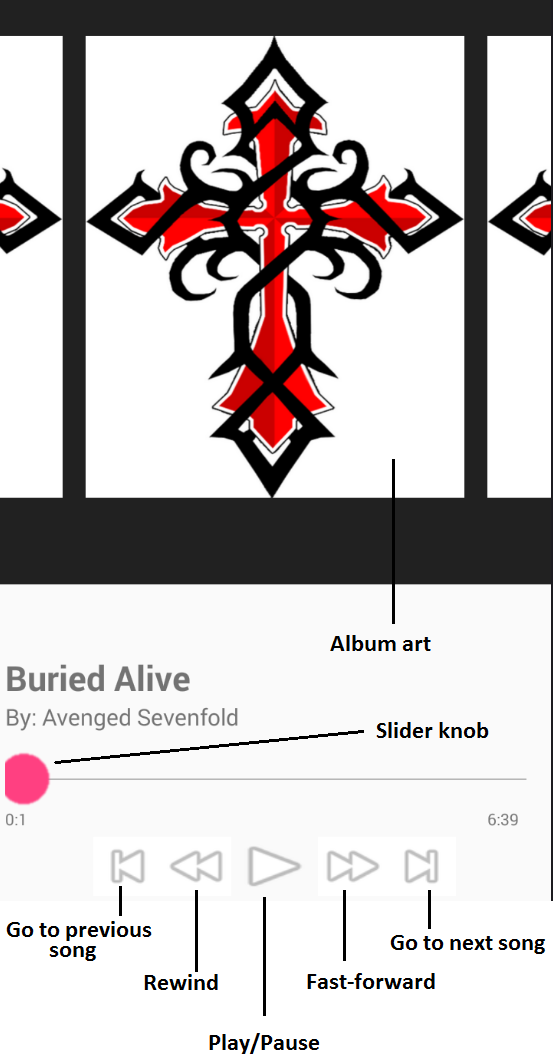 Album art
Buried Alive
By: Avenged Sevenfold
Slider knob
0:1
6:39
Go to previous
song
Go to next song
Rewind
Fast-forward
Play/Pause